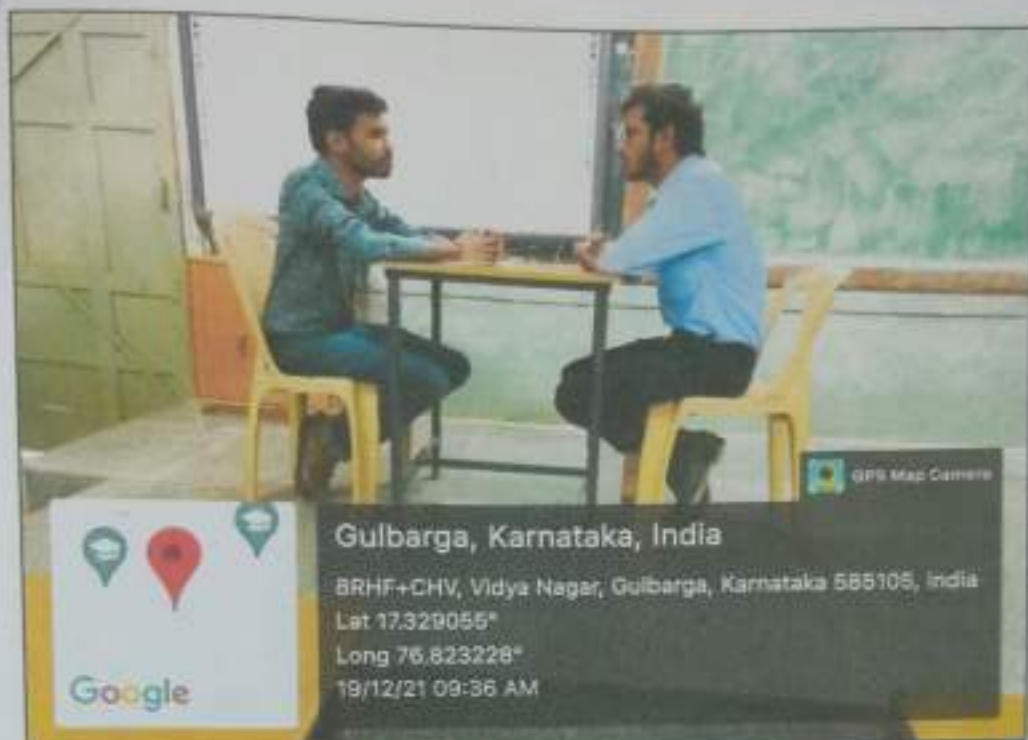 GPS Map Camera
Gulbarga, Karnataka, India
8RHF+CHV, Vidya Nagar, Gulbarga, Karnataka 585105, India
Lat 17.329055°
Long 76.823228°
19/12/21 09:36 AM
Google